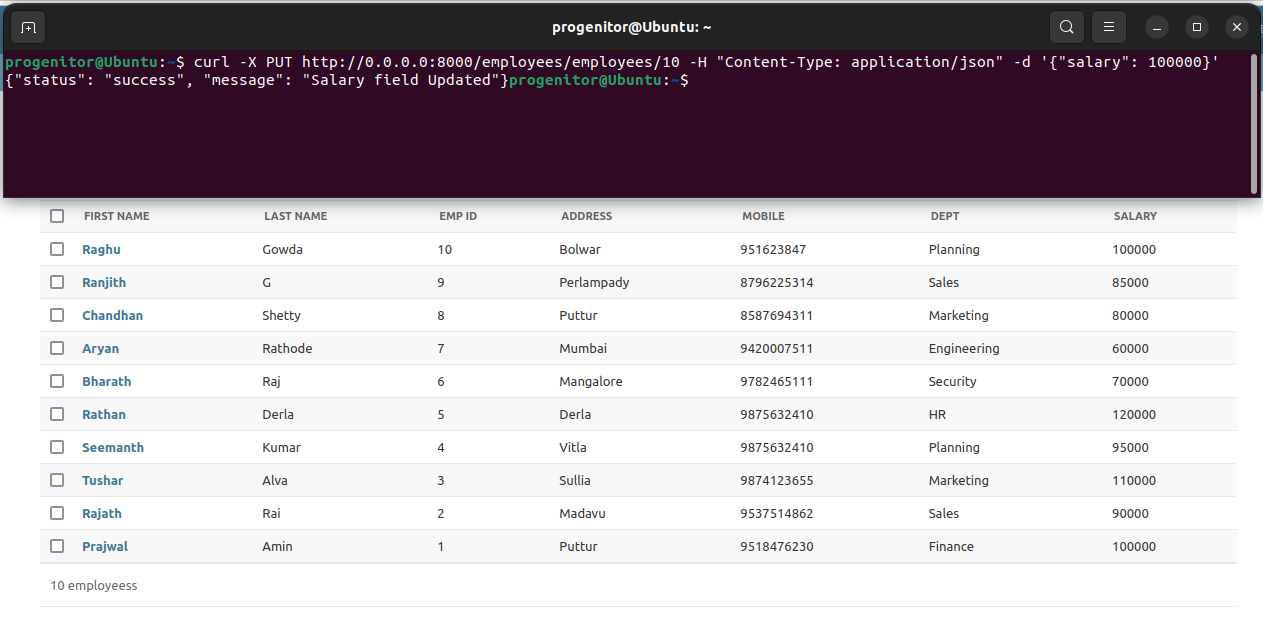 progenitor@Ubuntu: ~
progenitor@Ubuntu:~$ curl -X PUT http://0.0.0.0:8000/employees/employees/10 -H "Content-Type: application/json" -d '{"salary": 100000}'
{"status": "success", "message": "Salary field Updated"}progenitor@Ubuntu:~$
FIRST NAME LAST NAME EMP ID ADDRESS MOBILE DEPT SALARY
Raghu Gowda 10 Bolwar 951623847 Planning 100000
Ranjith G 9 Perlampady 8796225314 Sales 85000
Chandhan Shetty 8 Puttur 8587694311 Marketing 80000
Aryan Rathode 7 Mumbai 9420007511 Engineering 60000
Bharath Raj 6 Mangalore 9782465111 Security 70000
Rathan Derla 5 Derla 9875632410 HR 120000
Seemanth Kumar 4 Vitla 9875632410 Planning 95000
Tushar Alva 3 Sullia 9874123655 Marketing 110000
Rajath Rai 2 Madavu 9537514862 Sales 90000
Prajwal Amin 1 Puttur 9518476230 Finance 100000
10 employeess